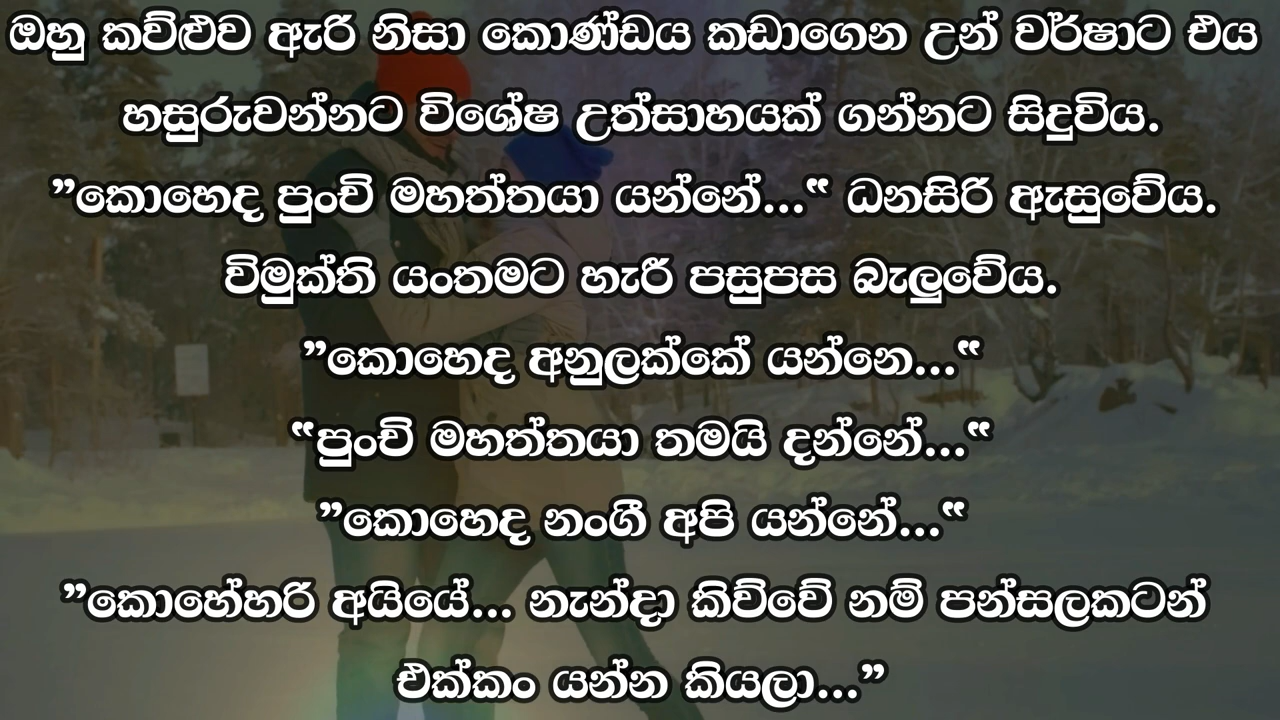 ඔහු කව්ළුව ඇරි නිසා කොණ්ඩය කඩාගෙන උන් වර්ෂාට එය
හසුරුවන්නට විශේෂ උත්සාහයක් ගන්නට සිදුවිය.
”කොහෙද පුංචි මහත්තයා යන්නේ...“ ධනසිරි ඇසුවේය.
විමුක්ති යංතමට හැරී පසුපස බැලුවේය.
”කොහෙද අනුලක්කේ යන්නෙ...“
“පුංචි මහත්තයා තමයි දන්නේ...“
”කොහෙද නංගී අපි යන්නේ...“
”කොහේහරි අයියේ... නැන්දා කිව්වේ නම් පන්සලකටත්
එක්කං යන්න කියලා...”